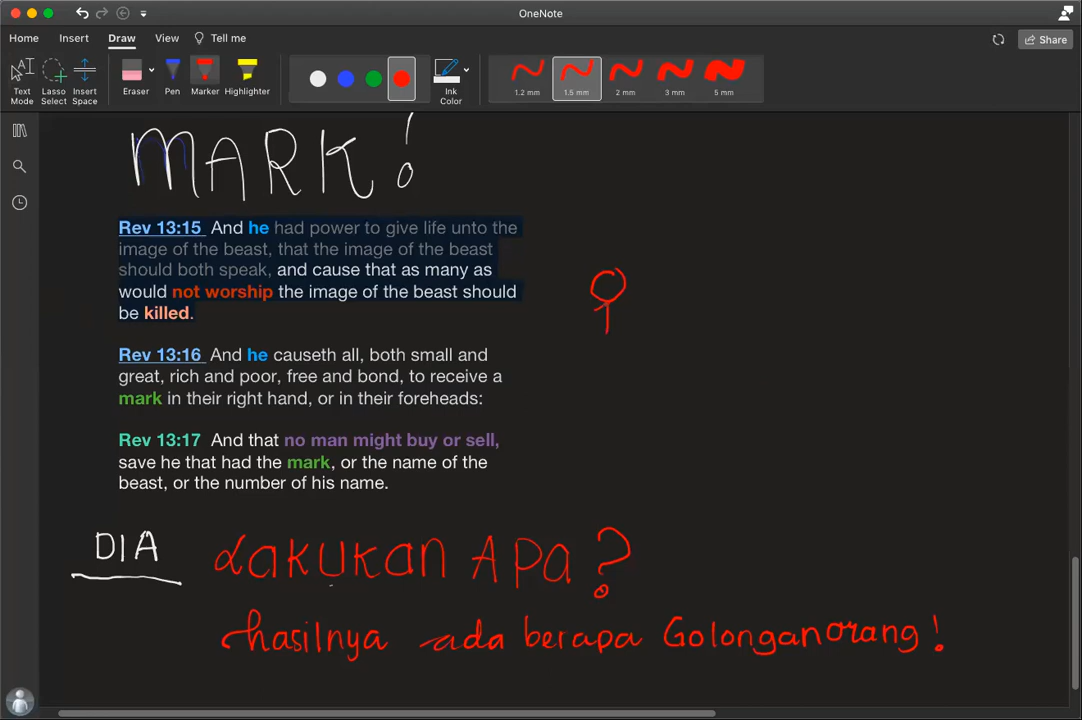 OneNote
Home Insert Draw View Tell me
Share
Text Mode
Lasso Select
Insert Space
Eraser
Pen
Marker
Highlighter
Ink Color
1.2 mm
1.5 mm
2 mm
3 mm
5 mm
MARK!
Rev 13:15 And he had power to give life unto the
image of the beast, that the image of the beast
should both speak, and cause that as many as
would not worship the image of the beast should
be killed.
Rev 13:16 And he causeth all, both small and
great, rich and poor, free and bond, to receive a
mark in their right hand, or in their foreheads:
Rev 13:17 And that no man might buy or sell,
save he that had the mark, or the name of the
beast, or the number of his name.
DIA LAKUKAN APA?
hasilnya ada berapa Golongan orang!